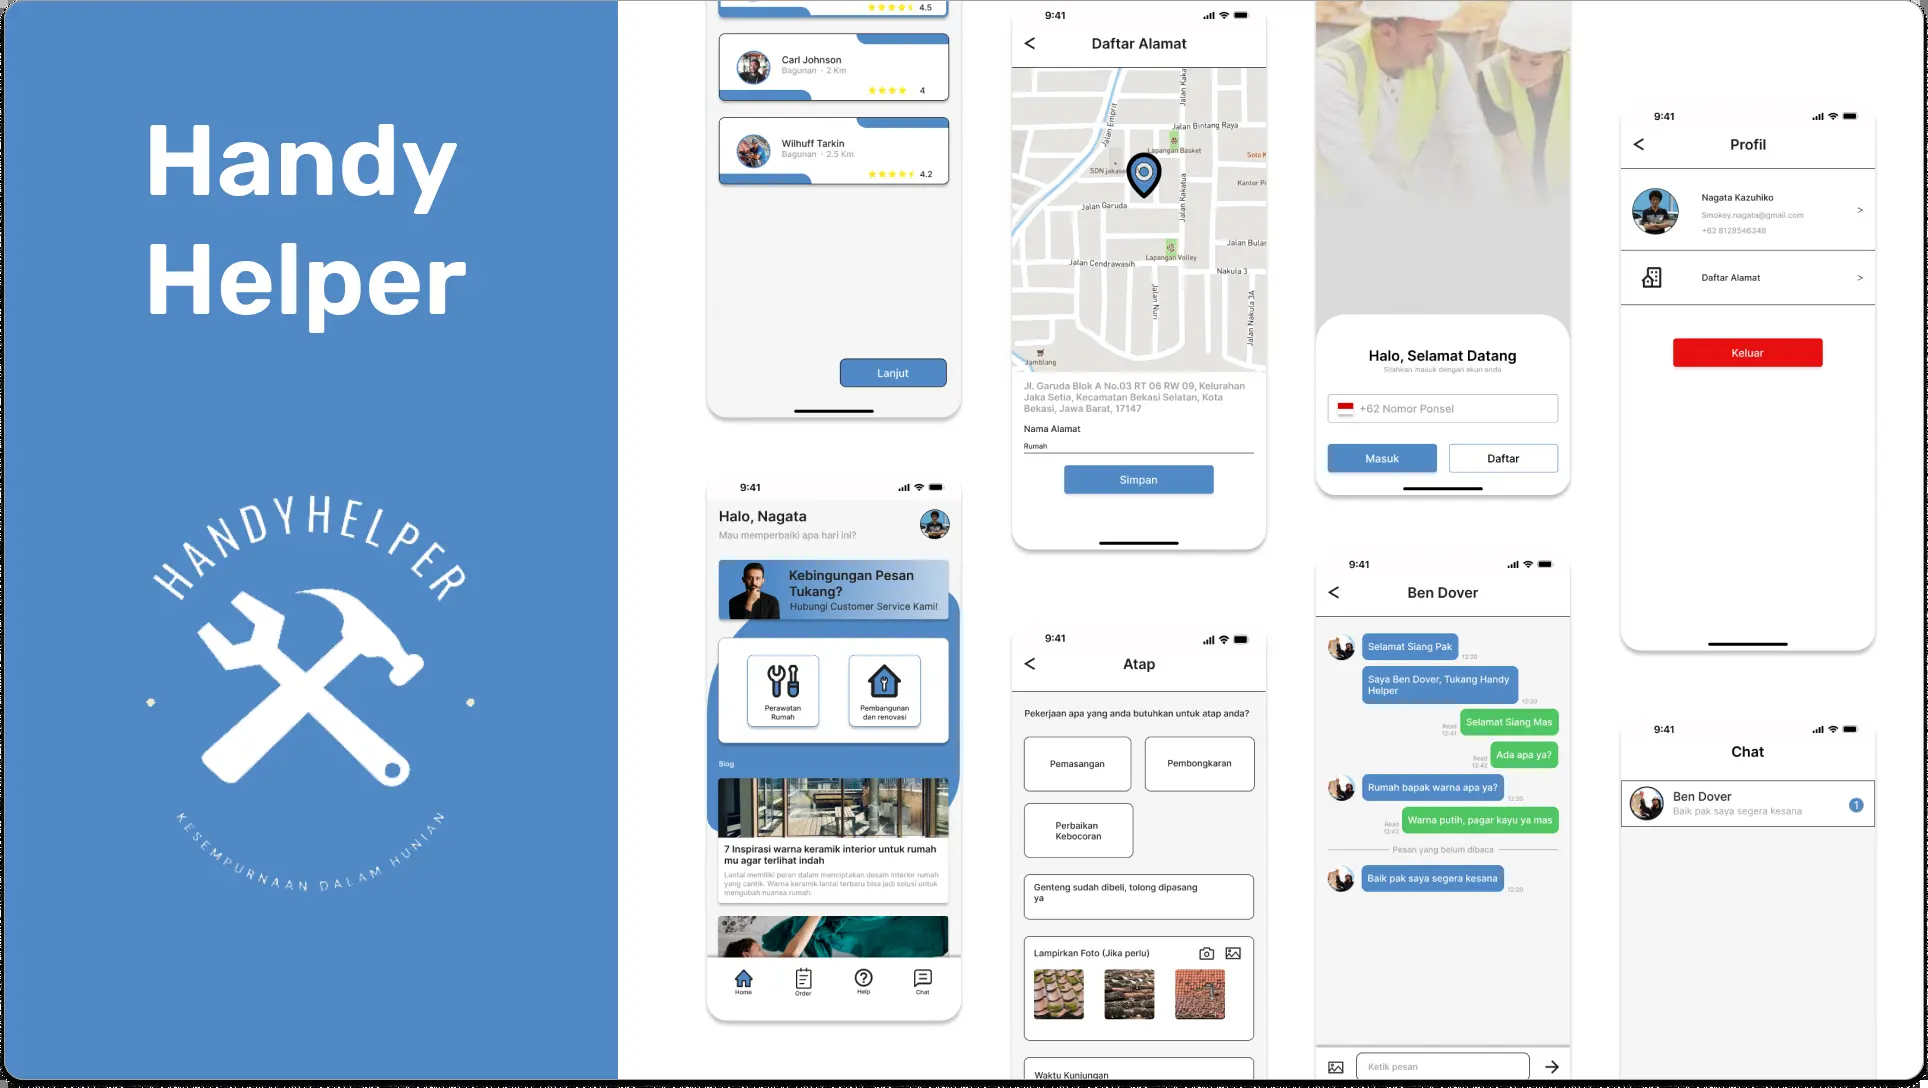 Handy
Helper
HANDYHELPER
KESEMPURNAAN DALAM HUNIAN
4.5
Carl Johnson
Bagunan - 2 Km
4
Wilhuff Tarkin
Bagunan - 2.5 Km
4.2
Lanjut
9:41
Halo, Nagata
Mau memperbaiki apa hari ini?
Kebingungan Pesan
Tukang?
Hubungi Customer Service Kami!
Perawatan
Rumah
Pembangunan
dan renovasi
Blog
7 Inspirasi warna keramik interior untuk rumah
mu agar terlihat indah
Lantai memiliki peran dalam menciptakan desain interior rumah
yang cantik. Warna keramik lantai terbaru bisa jadi solusi untuk
mengubah nuansa rumah.
Home
Order
Help
Chat
9:41
Daftar Alamat
Jalan Kaka
Jalan Emprit
Jalan Bintang Raya
Lapangan Basket
Solo K
SDN jakase
Kantor P
Jalan Garuda
Jalan Kakatua
Jalan Bular
Jalan Cendrawasih
Lapangan Volley
Nakula 3
Jalan Nuri
Jalan Nakula 3A
Jamblang
Jl. Garuda Blok A No.03 RT 06 RW 09, Kelurahan
Jaka Setia, Kecamatan Bekasi Selatan, Kota
Bekasi, Jawa Barat, 17147
Nama Alamat
Rumah
Simpan
9:41
Atap
Pekerjaan apa yang anda butuhkan untuk atap anda?
Pemasangan
Pembongkaran
Perbaikan
Kebocoran
Genteng sudah dibeli, tolong dipasang
ya
Lampirkan Foto (Jika perlu)
Waktu Kunjungan
Halo, Selamat Datang
Silahkan masuk dengan akun anda
+62 Nomor Ponsel
Masuk
Daftar
9:41
Ben Dover
Selamat Siang Pak
12:20
Saya Ben Dover, Tukang Handy
Helper
12:20
Selamat Siang Mas
Read
12:41
Ada apa ya?
Read
12:42
Rumah bapak warna apa ya?
12:20
Warna putih, pagar kayu ya mas
Read
12:42
Pesan yang belum dibaca
Baik pak saya segera kesana
12:20
Ketik pesan
9:41
Profil
Nagata Kazuhiko
Smokey.nagata@gmail.com
+62 8128546348
Daftar Alamat
Keluar
9:41
Chat
Ben Dover
Baik pak saya segera kesana
1